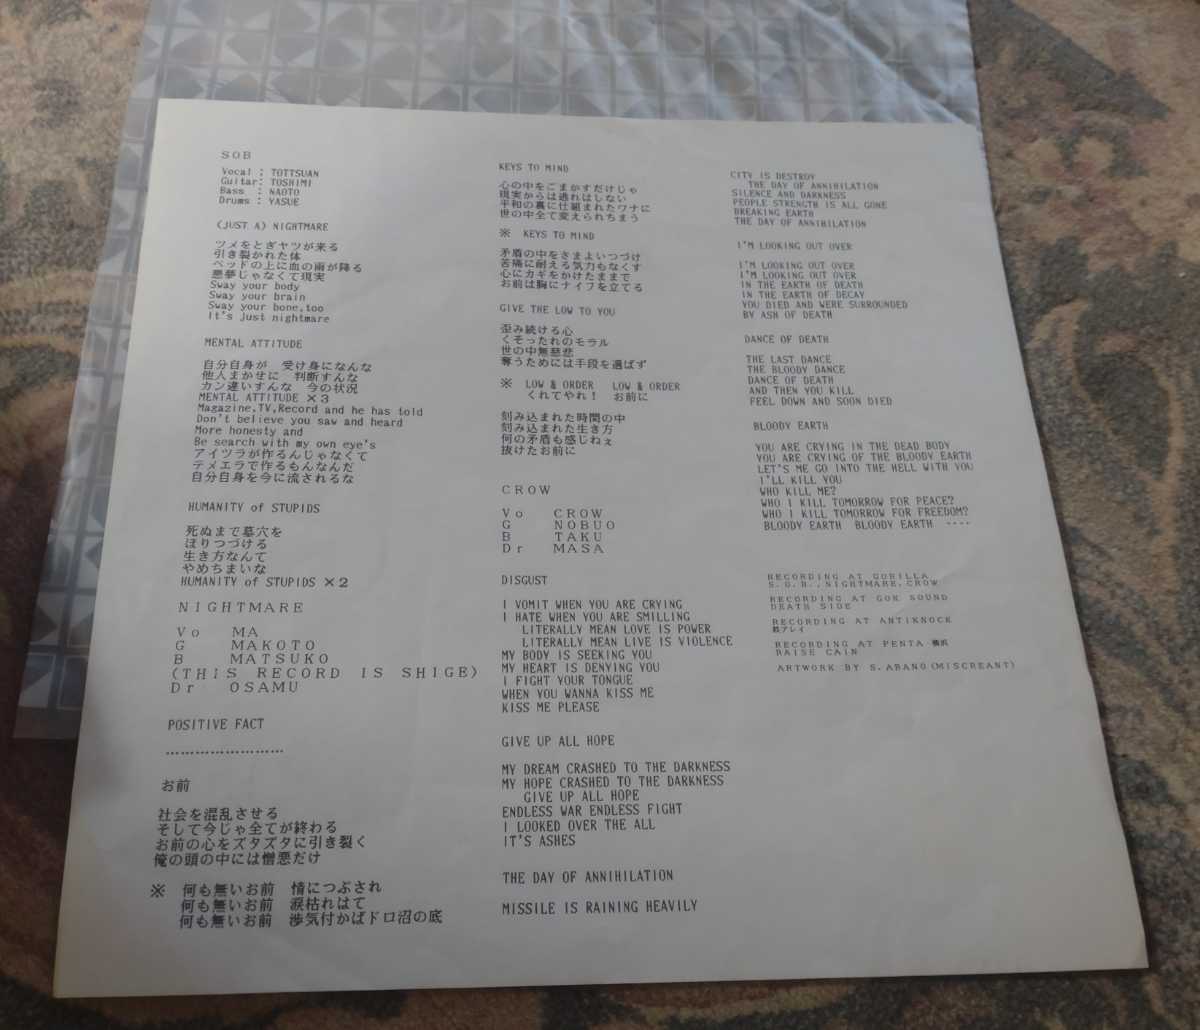 SOB
Vocal : TOTTSUAN
Guitar: TOSHIMI
Bass : NAOTO
Drums : YASUE
(JUST A) NIGHTMARE
ツメをとぎヤツが来る
引き裂かれた体
ベッドの上に血の雨が降る
悪夢じゃなくて現実
Sway your body
Sway your brain
Sway your bone,too
It's just nightmare
MENTAL ATTITUDE
自分自身が 受け身になんな
他人まかせに 判断すんな
カン違いすんな 今の状況
MENTAL ATTITUDE ×3
Magazine,TV,Record and he has told
Don't believe you saw and heard
More honesty and
Be search with my own eye's
アイツラが作るんじゃなくて
テメエラで作るもんなんだ
自分自身を今に流されるな
HUMANITY of STUPIDS
死ぬまで墓穴を
ほりつづける
生き方なんて
やめちまいな
HUMANITY of STUPIDS ×2
NIGHTMARE
Vo MA
G MAKOTO
B MATSUKO
(THIS RECORD IS SHIGE)
Dr OSAMU
POSITIVE FACT
........................
お前
社会を混乱させる
そして今じゃ全てが終わる
お前の心をズタズタに引き裂く
俺の頭の中には憎悪だけ
※ 何も無いお前 情につぶされ
何も無いお前 涙枯れはて
何も無いお前 渉気付かばドロ沼の底
KEYS TO MIND
心の中をごまかすだけじゃ
現実からは逃れはしない
平和の裏に仕組まれたワナに
世の中全て変えられちまう
※ KEYS TO MIND
矛盾の中をさまよいつづけ
苦痛に耐える気力もなくす
心にカギをかけたままで
お前は胸にナイフを立てる
GIVE THE LOW TO YOU
歪み続ける心
くそったれのモラル
世の中無慈悲
奪うためには手段を選ばず
※ LOW & ORDER LOW & ORDER
くれてやれ! お前に
刻み込まれた時間の中
刻み込まれた生き方
何の矛盾も感じねぇ
抜けたお前に
CROW
Vo CROW
G NOBUO
B TAKU
Dr MASA
DISGUST
I VOMIT WHEN YOU ARE CRYING
I HATE WHEN YOU ARE SMILLING
LITERALLY MEAN LOVE IS POWER
LITERALLY MEAN LIVE IS VIOLENCE
MY BODY IS SEEKING YOU
MY HEART IS DENYING YOU
I FIGHT YOUR TONGUE
WHEN YOU WANNA KISS ME
KISS ME PLEASE
GIVE UP ALL HOPE
MY DREAM CRASHED TO THE DARKNESS
MY HOPE CRASHED TO THE DARKNESS
GIVE UP ALL HOPE
ENDLESS WAR ENDLESS FIGHT
I LOOKED OVER THE ALL
IT'S ASHES
THE DAY OF ANNIHILATION
MISSILE IS RAINING HEAVILY
CITY IS DESTROY
THE DAY OF ANNIHILATION
SILENCE AND DARKNESS
PEOPLE STRENGTH IS ALL GONE
BREAKING EARTH
THE DAY OF ANNIHILATION
I'M LOOKING OUT OVER
I'M LOOKING OUT OVER
I'M LOOKING OUT OVER
IN THE EARTH OF DEATH
IN THE EARTH OF DECAY
YOU DIED AND WERE SURROUNDED
BY ASH OF DEATH
DANCE OF DEATH
THE LAST DANCE
THE BLOODY DANCE
DANCE OF DEATH
AND THEN YOU KILL
FEEL DOWN AND SOON DIED
BLOODY EARTH
YOU ARE CRYING IN THE DEAD BODY
YOU ARE CRYING OF THE BLOODY EARTH
LET'S ME GO INTO THE HELL WITH YOU
I'LL KILL YOU
WHO KILL ME?
WHO I KILL TOMORROW FOR PEACE?
WHO I KILL TOMORROW FOR FREEDOM?
BLOODY EARTH BLOODY EARTH ----
RECORDING AT GORILLA
S.O.B.,NIGHTMARE,CROW
RECORDING AT GOK SOUND
DEATH SIDE
RECORDING AT ANTIKNOCK
鉄アレイ
RECORDING AT PENTA 横浜
RAISE CAIN
ARTWORK BY S.ABANO(MISCREANT)